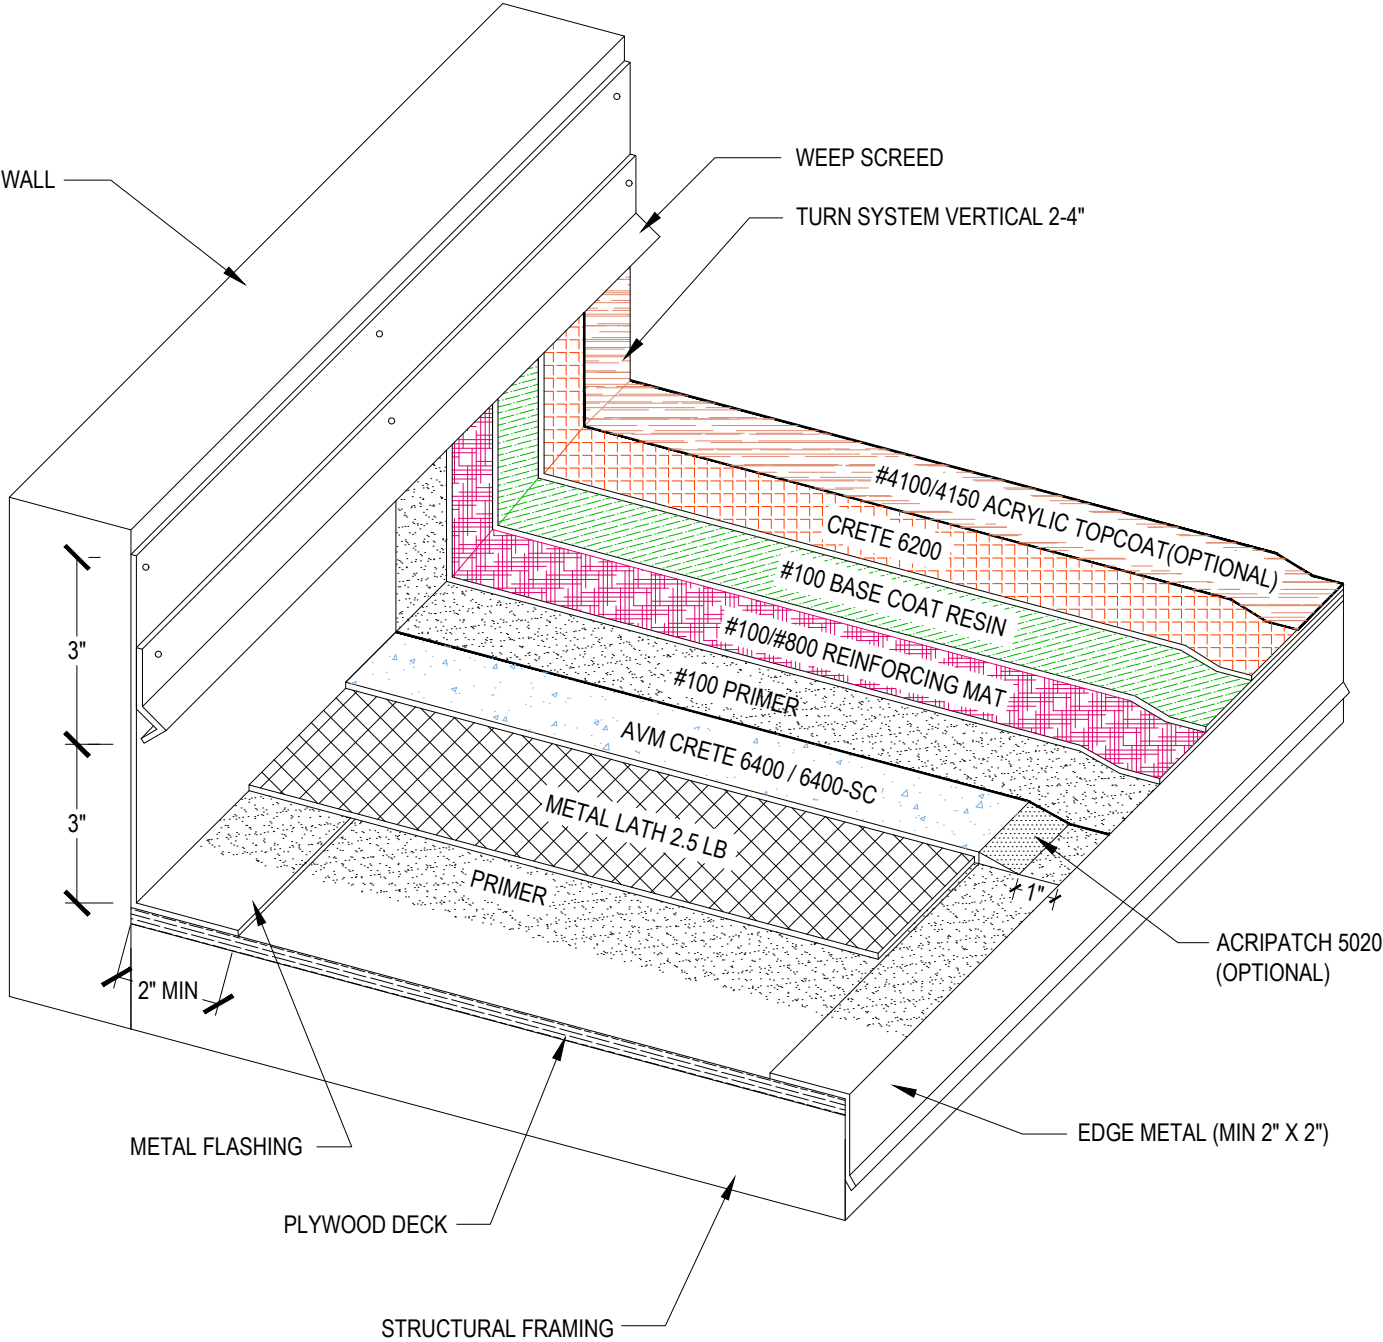 WEEP SCREED
WALL
TURN SYSTEM VERTICAL 2-4"
#4100/4150 ACRYLIC TOPCOAT(OPTIONAL)
CRETE 6200
#100 BASE COAT RESIN
#100/#800 REINFORCING MAT
#100 PRIMER
AVM CRETE 6400 / 6400-SC
METAL LATH 2.5 LB
PRIMER
3"
3"
1"
2" MIN
ACRIPATCH 5020
(OPTIONAL)
EDGE METAL (MIN 2" X 2")
METAL FLASHING
PLYWOOD DECK
STRUCTURAL FRAMING